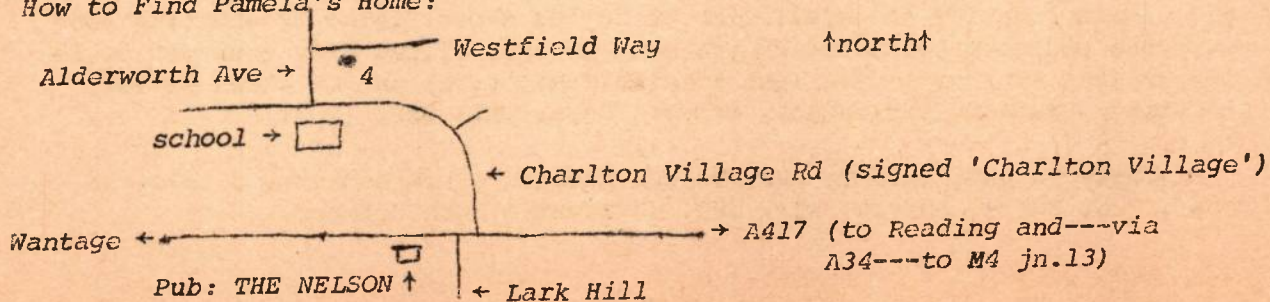 How to Find Pamela's Home:
Westfield Way ↑north↑
Alderworth Ave → 4
school →
← Charlton Village Rd (signed 'Charlton Village')
Wantage ← → A417 (to Reading and---via
A34---to M4 jn.13)
Pub: THE NELSON ↑ ← Lark Hill